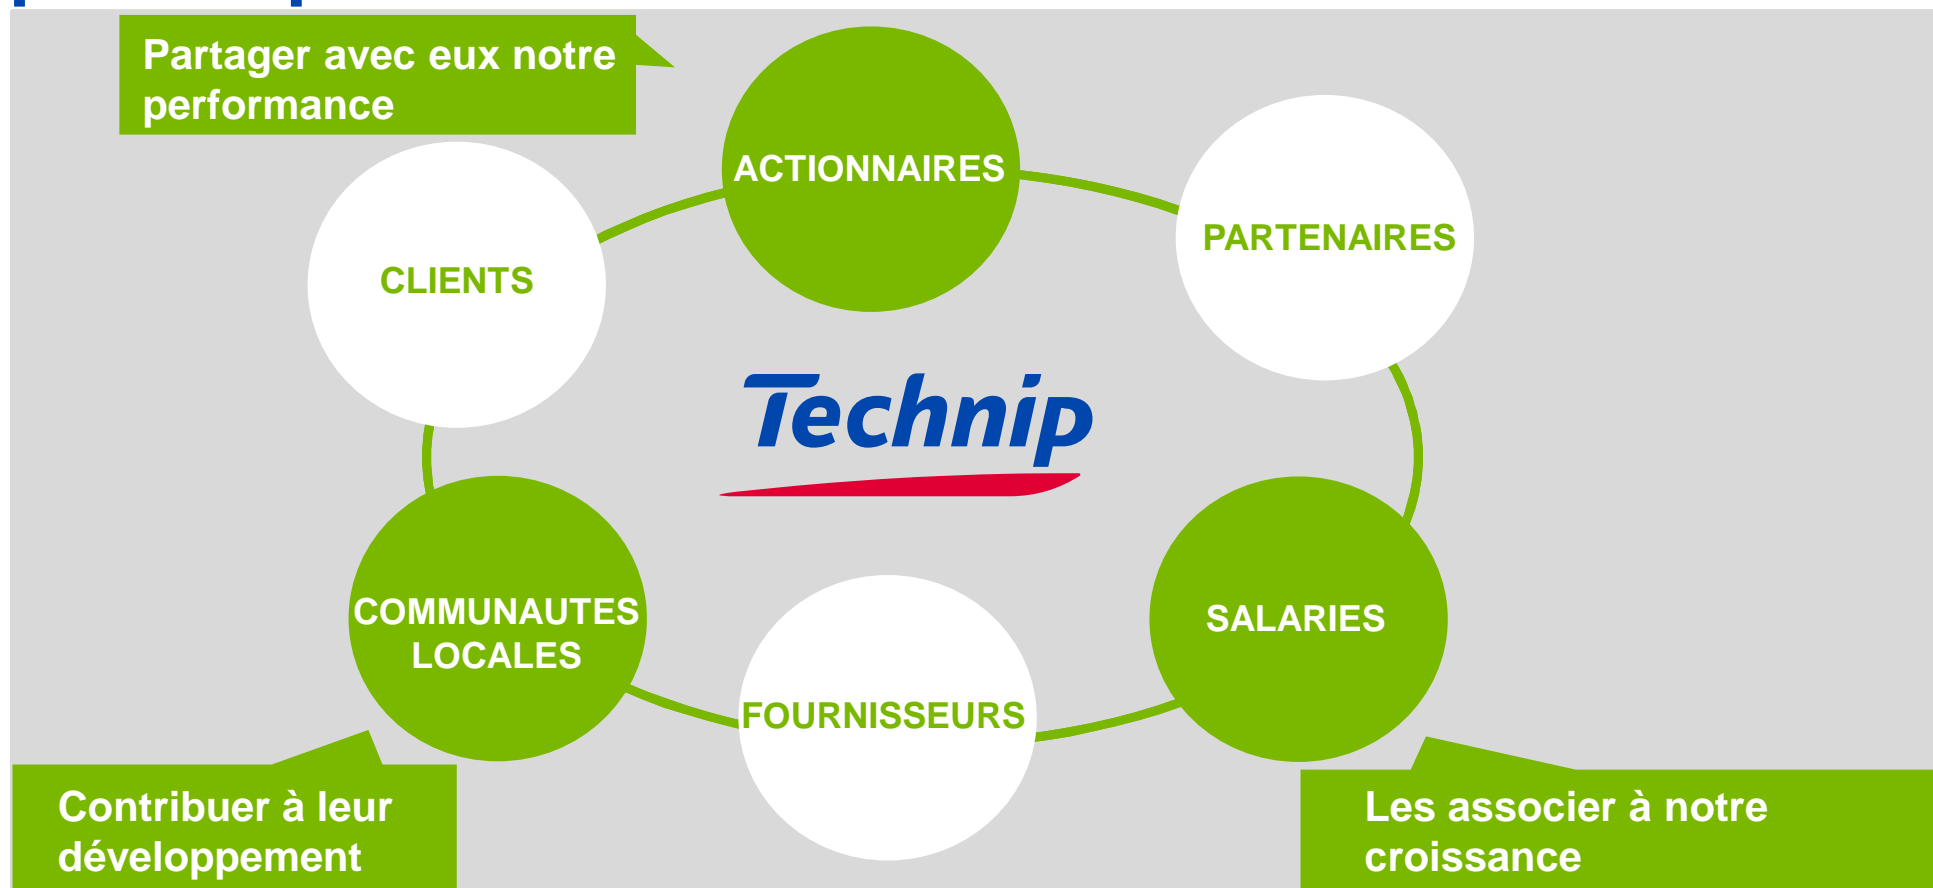 Partager avec eux notre
performance
ACTIONNAIRES
PARTENAIRES
CLIENTS
Technip
COMMUNAUTES
LOCALES
SALARIES
FOURNISSEURS
Contribuer à leur
développement
Les associer à notre
croissance